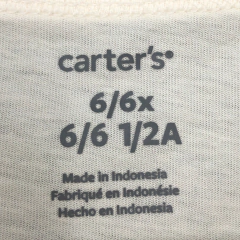 carter's
6/6x
6/6 1/2A
Made in Indonesia
Fabriqué en Indonésie
Hecho en Indonesia